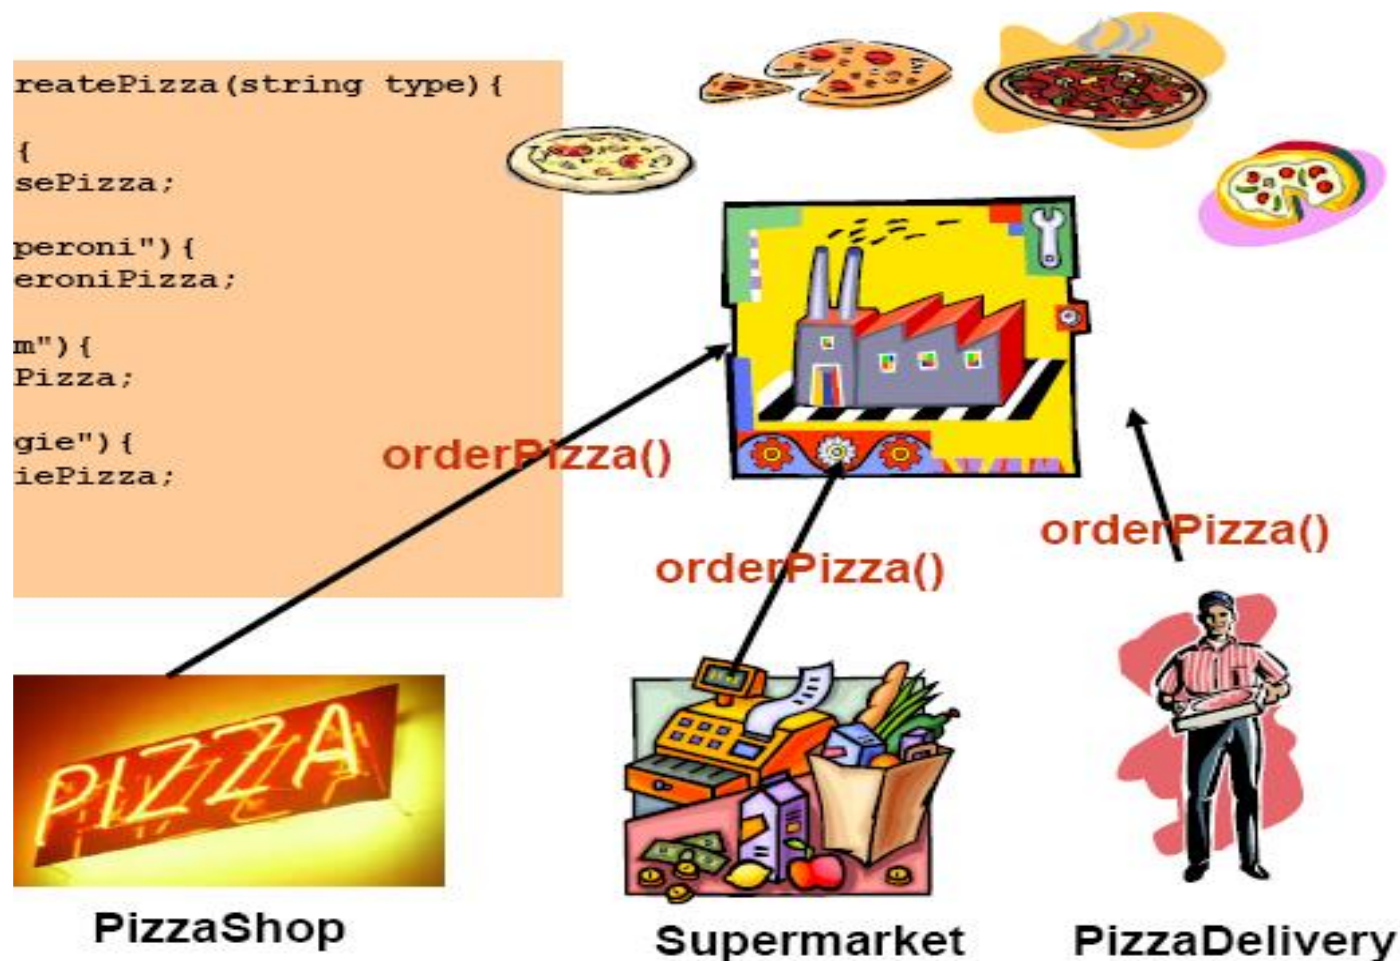 reatePizza(string type){
{
sePizza;
peroni"){
eroniPizza;
m"){
Pizza;
gie"){
iePizza;
orderPizza()
orderPizza()
orderPizza()
PIZZA
PizzaShop
Supermarket
PizzaDelivery